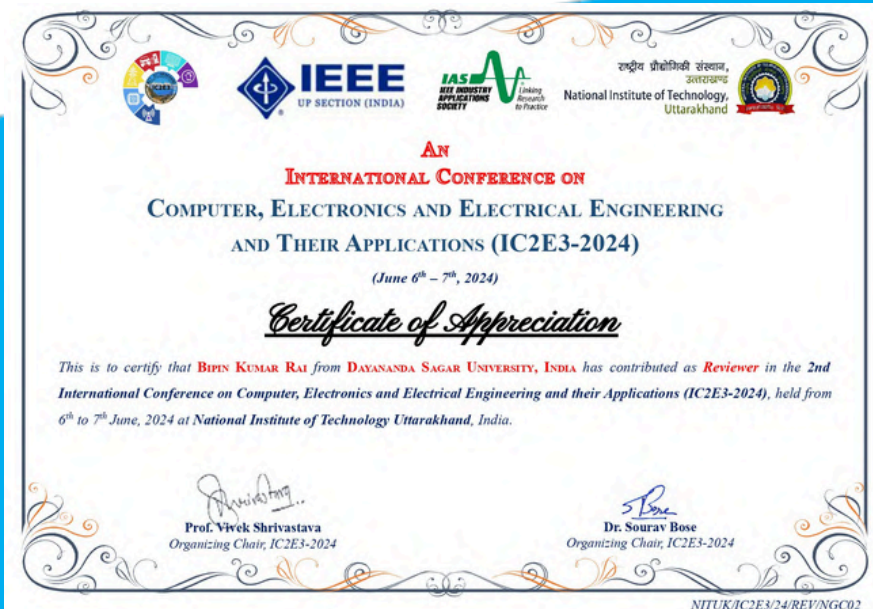 IEEE
UP SECTION (INDIA)
IAS
IEEE INDUSTRY
APPLICATIONS
SOCIETY
Linking
Research
to Practice
राष्ट्रीय प्रौद्योगिकी संस्थान,
उत्तराखण्ड
National Institute of Technology,
Uttarakhand
AN
INTERNATIONAL CONFERENCE ON
COMPUTER, ELECTRONICS AND ELECTRICAL ENGINEERING
AND THEIR APPLICATIONS (IC2E3-2024)
(June 6th – 7th, 2024)
Certificate of Appreciation
This is to certify that BIPIN KUMAR RAI from DAYANANDA SAGAR UNIVERSITY, INDIA has contributed as Reviewer in the 2nd
International Conference on Computer, Electronics and Electrical Engineering and their Applications (IC2E3-2024), held from
6th to 7th June, 2024 at National Institute of Technology Uttarakhand, India.
Prof. Vivek Shrivastava
Organizing Chair, IC2E3-2024
S Bose
Dr. Sourav Bose
Organizing Chair, IC2E3-2024
NITUK/IC2E3/24/REV/NGC02